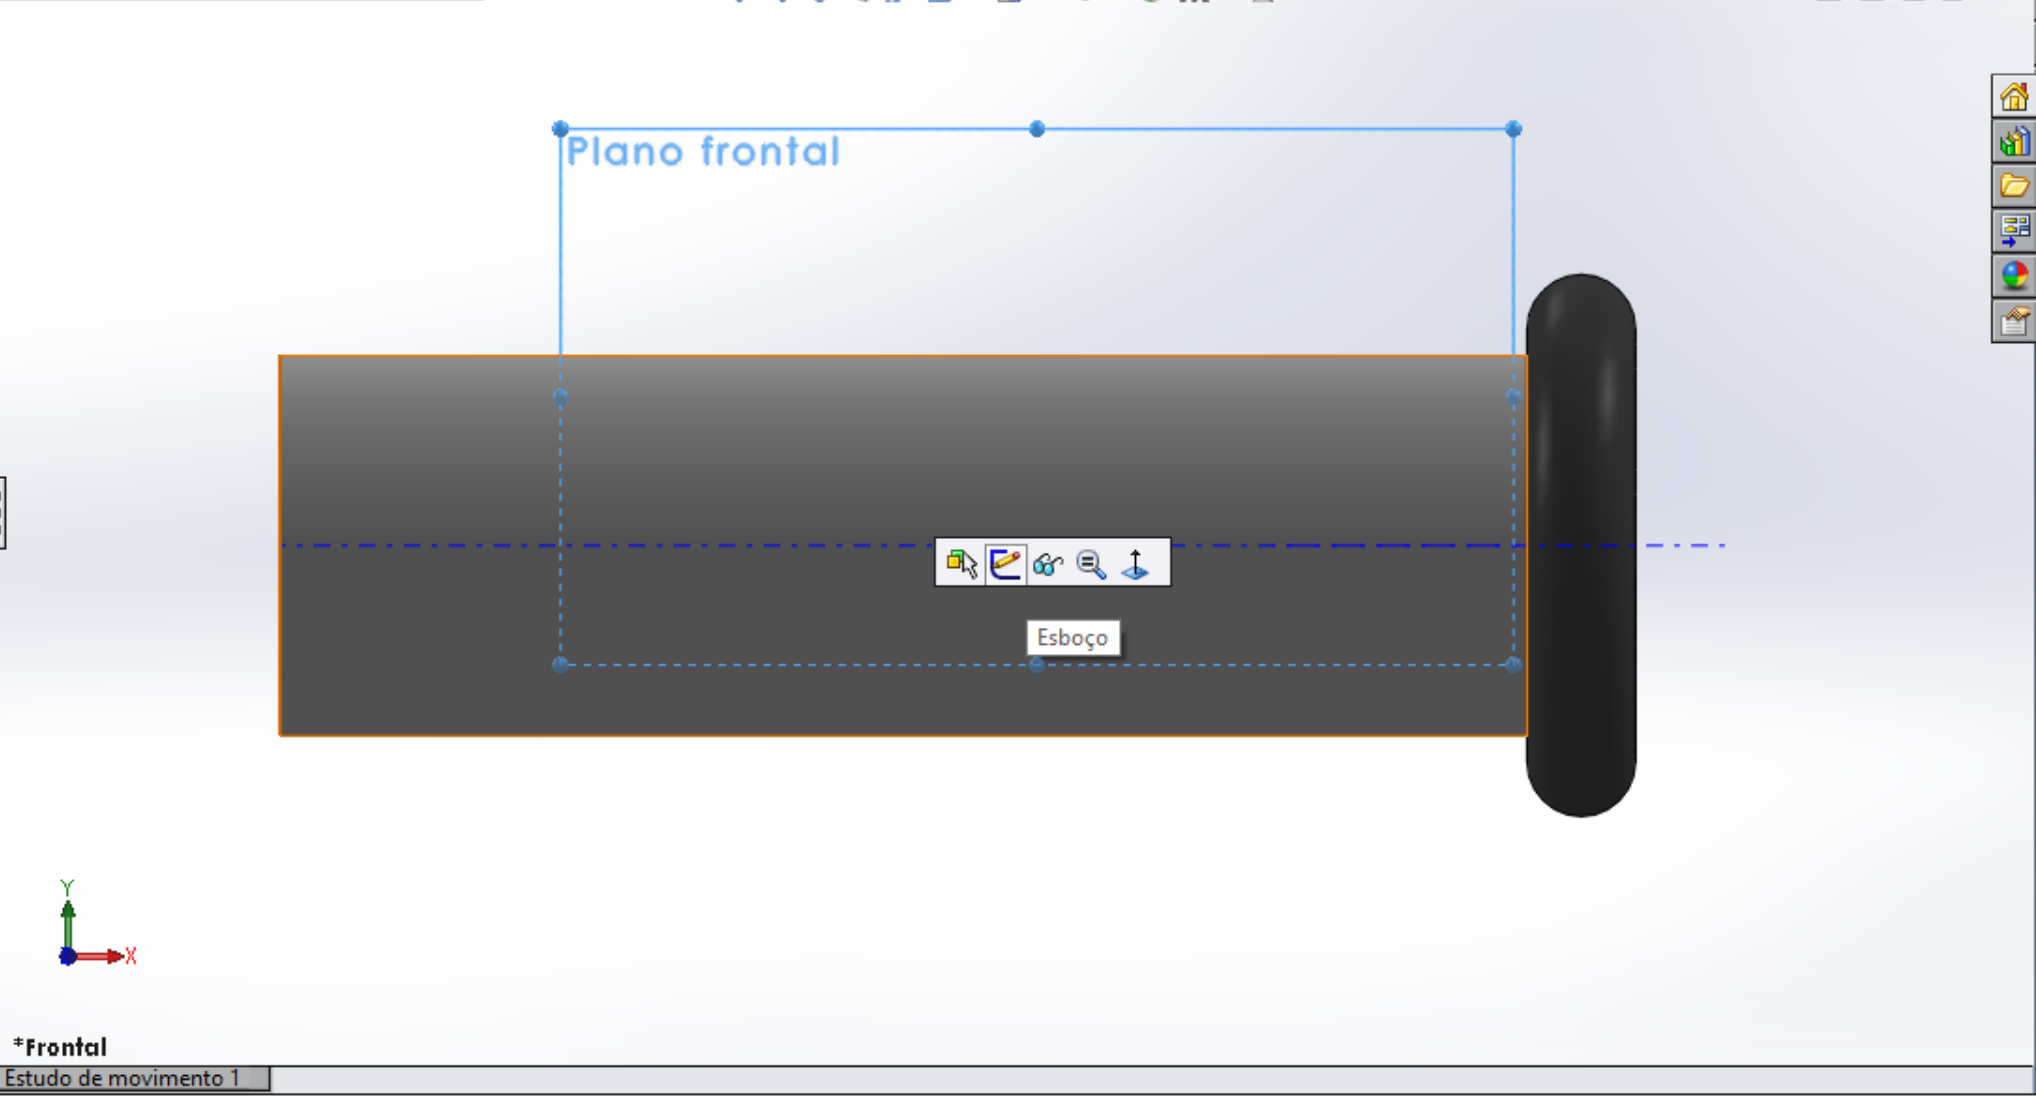 Plano frontal
Esboço
Y
X
*Frontal
Estudo de movimento 1